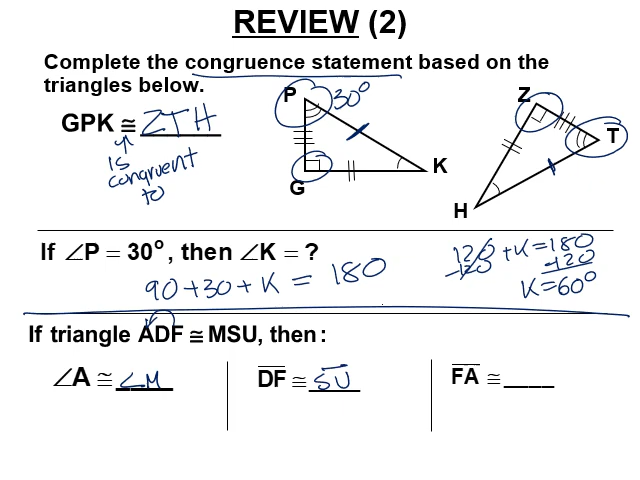 REVIEW (2)
Complete the congruence statement based on the
triangles below.
GPK ≅ ZTH
is
congruent
to
P 30°
G
K
Z
T
H
If ∠P = 30°, then ∠K = ?
90 + 30 + K = 180
120 + K = 180
-120 -120
K = 60°
If triangle ADF ≅ MSU, then:
∠A ≅ ∠M
DF ≅ SU
FA ≅ ____